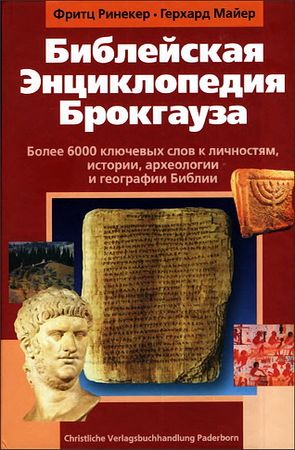 Фритц Ринекер · Герхард Майер
Библейская
Энциклопедия
Брокгауза
Более 6000 ключевых слов к личностям,
истории, археологии
и географии Библии
Christliche Verlagsbuchhandlung Paderborn